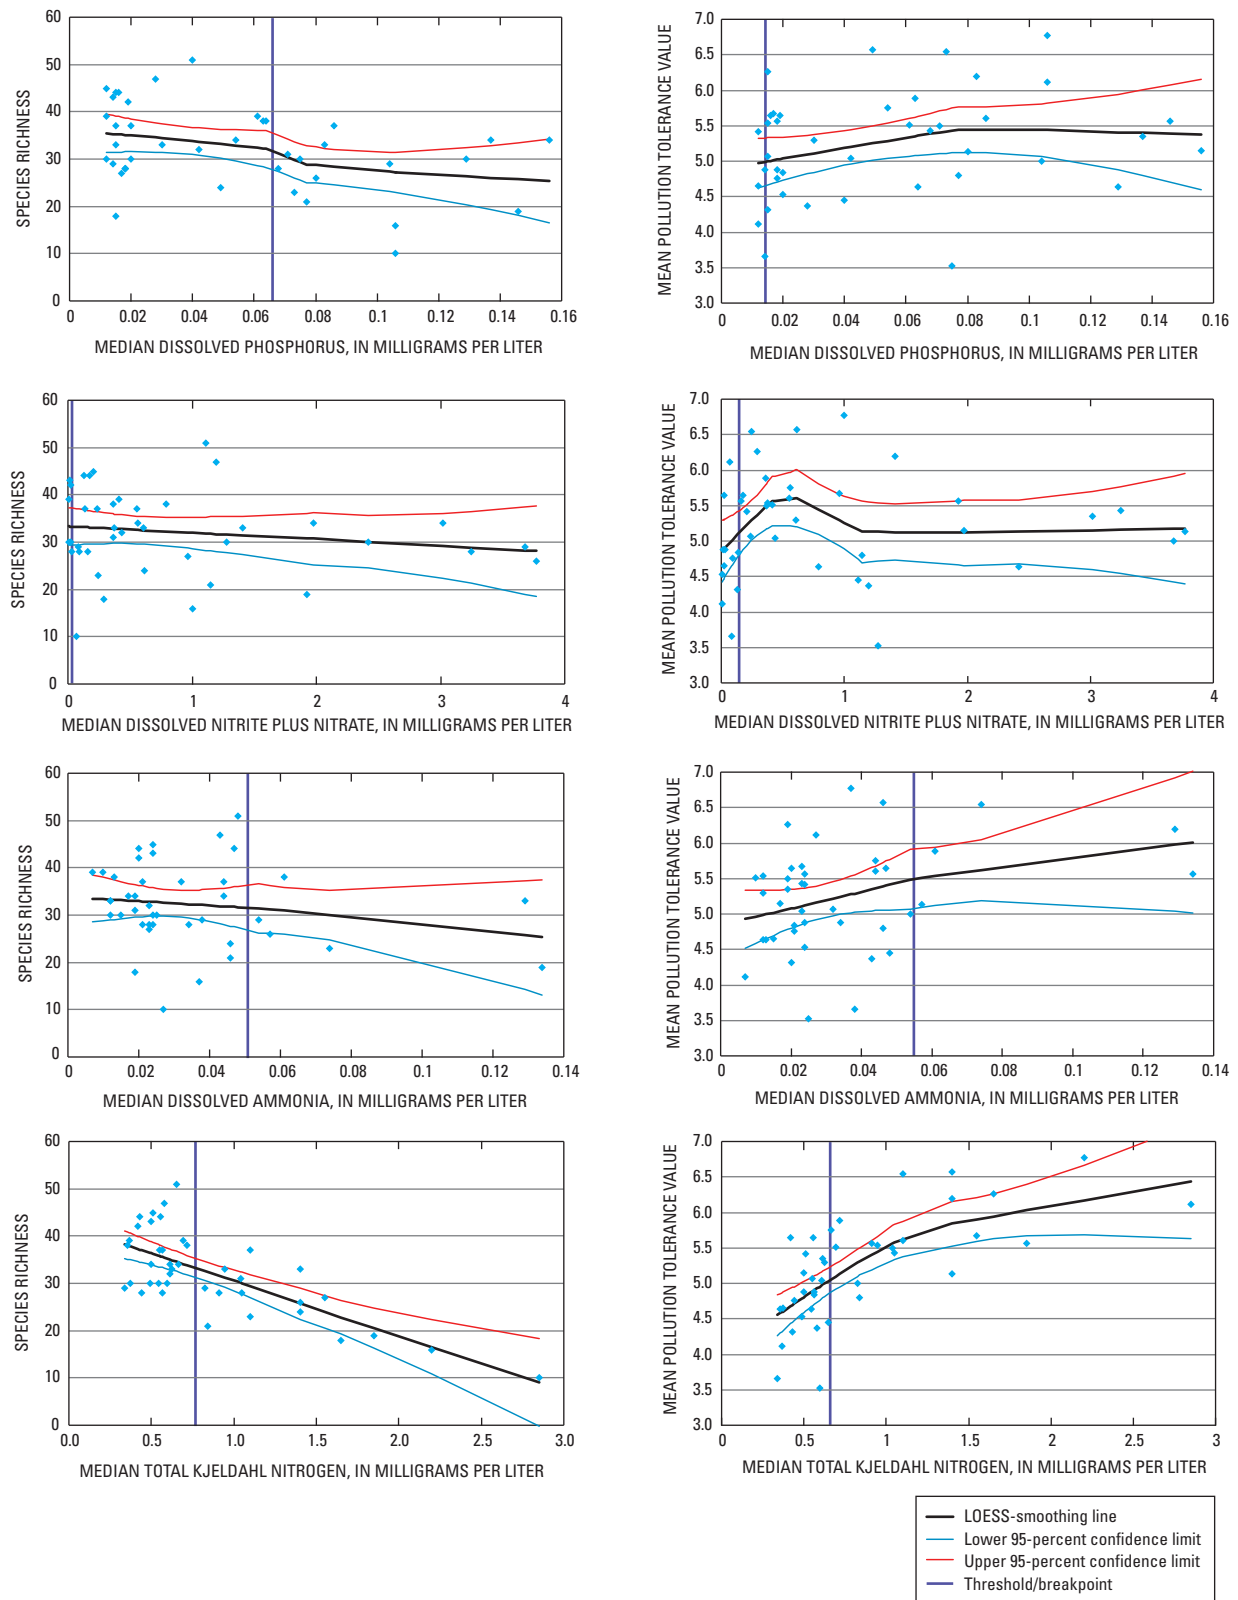 60
50
40
30
20
10
0
SPECIES RICHNESS
0 0.02 0.04 0.06 0.08 0.1 0.12 0.14 0.16
MEDIAN DISSOLVED PHOSPHORUS, IN MILLIGRAMS PER LITER
7.0
6.5
6.0
5.5
5.0
4.5
4.0
3.5
3.0
MEAN POLLUTION TOLERANCE VALUE
0 0.02 0.04 0.06 0.08 0.1 0.12 0.14 0.16
MEDIAN DISSOLVED PHOSPHORUS, IN MILLIGRAMS PER LITER
60
50
40
30
20
10
0
SPECIES RICHNESS
0 1 2 3 4
MEDIAN DISSOLVED NITRITE PLUS NITRATE, IN MILLIGRAMS PER LITER
7.0
6.5
6.0
5.5
5.0
4.5
4.0
3.5
3.0
MEAN POLLUTION TOLERANCE VALUE
0 1 2 3 4
MEDIAN DISSOLVED NITRITE PLUS NITRATE, IN MILLIGRAMS PER LITER
60
50
40
30
20
10
0
SPECIES RICHNESS
0 0.02 0.04 0.06 0.08 0.1 0.12 0.14
MEDIAN DISSOLVED AMMONIA, IN MILLIGRAMS PER LITER
7.0
6.5
6.0
5.5
5.0
4.5
4.0
3.5
3.0
MEAN POLLUTION TOLERANCE VALUE
0 0.02 0.04 0.06 0.08 0.1 0.12 0.14
MEDIAN DISSOLVED AMMONIA, IN MILLIGRAMS PER LITER
60
50
40
30
20
10
0
SPECIES RICHNESS
0.0 0.5 1.0 1.5 2.0 2.5 3.0
MEDIAN TOTAL KJELDAHL NITROGEN, IN MILLIGRAMS PER LITER
7.0
6.5
6.0
5.5
5.0
4.5
4.0
3.5
3.0
MEAN POLLUTION TOLERANCE VALUE
0 0.5 1 1.5 2 2.5 3
MEDIAN TOTAL KJELDAHL NITROGEN, IN MILLIGRAMS PER LITER
LOESS-smoothing line
Lower 95-percent confidence limit
Upper 95-percent confidence limit
Threshold/breakpoint